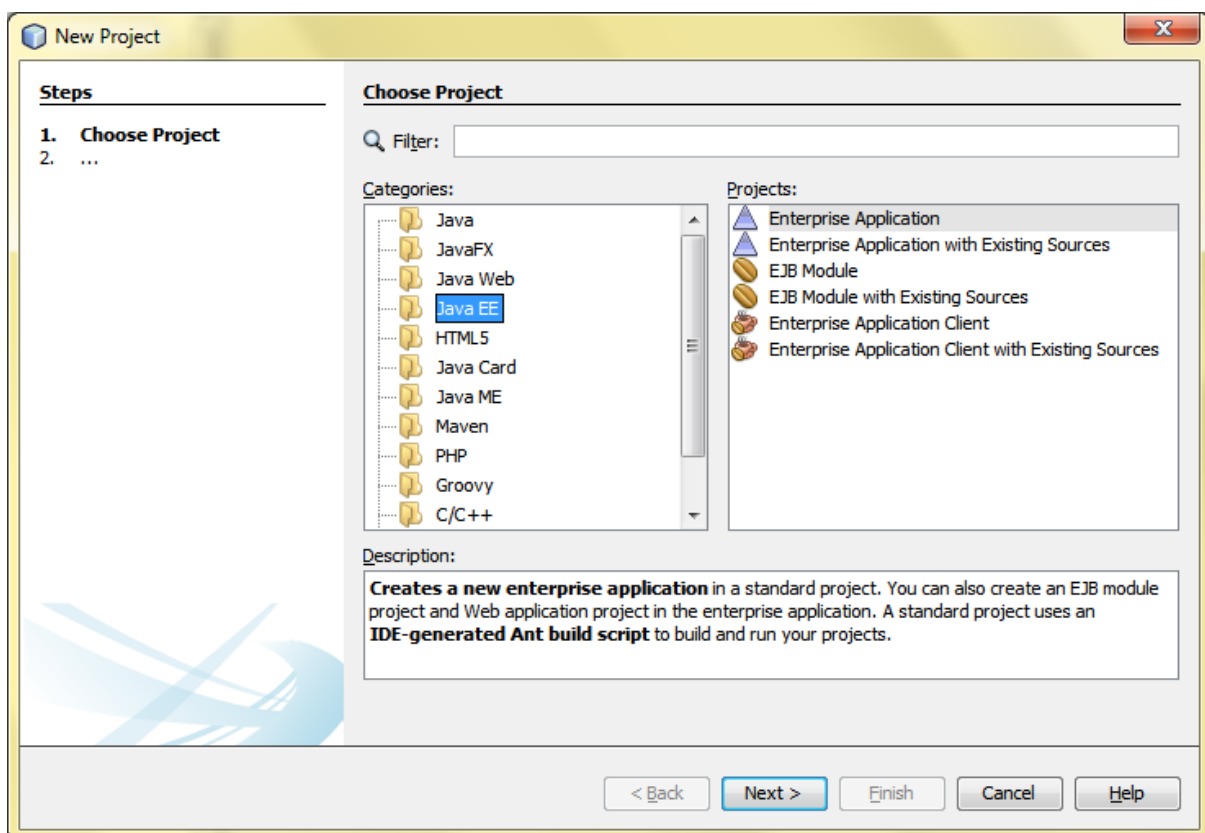 New Project
Steps
1. Choose Project
2. ...
Choose Project
Filter:
Categories:
Java
JavaFX
Java Web
Java EE
HTML5
Java Card
Java ME
Maven
PHP
Groovy
C/C++
Projects:
Enterprise Application
Enterprise Application with Existing Sources
EJB Module
EJB Module with Existing Sources
Enterprise Application Client
Enterprise Application Client with Existing Sources
Description:
Creates a new enterprise application in a standard project. You can also create an EJB module
project and Web application project in the enterprise application. A standard project uses an
IDE-generated Ant build script to build and run your projects.
< Back
Next >
Finish
Cancel
Help